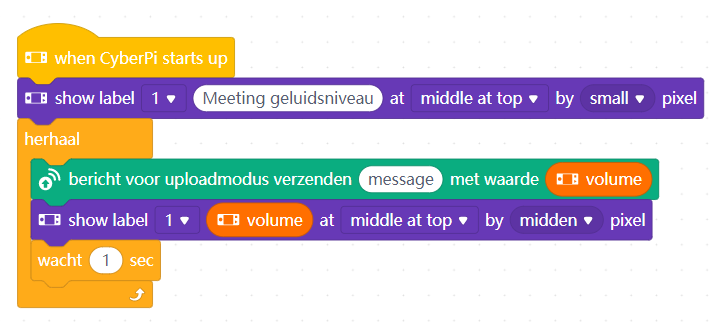 when CyberPi starts up
show label 1 Meeting geluidsniveau at middle at top by small pixel
herhaal
bericht voor uploadmodus verzenden message met waarde volume
show label 1 volume at middle at top by midden pixel
wacht 1 sec